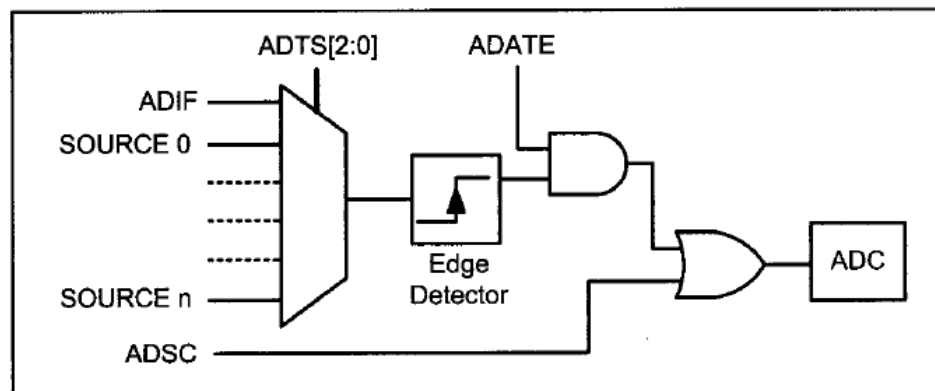 ADTS[2:0]
ADATE
ADIF
SOURCE 0
SOURCE n
ADSC
Edge
Detector
ADC